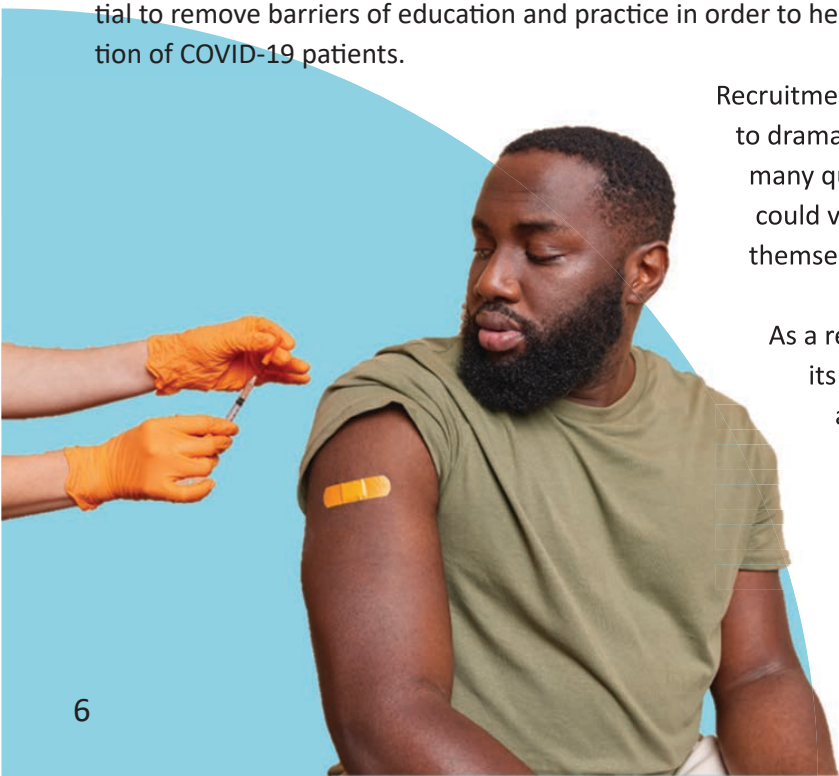 tial to remove barriers of education and practice in order to he
tion of COVID-19 patients.
Recruitme
to drama
many qu
could v
themse
As a re
its
a
6